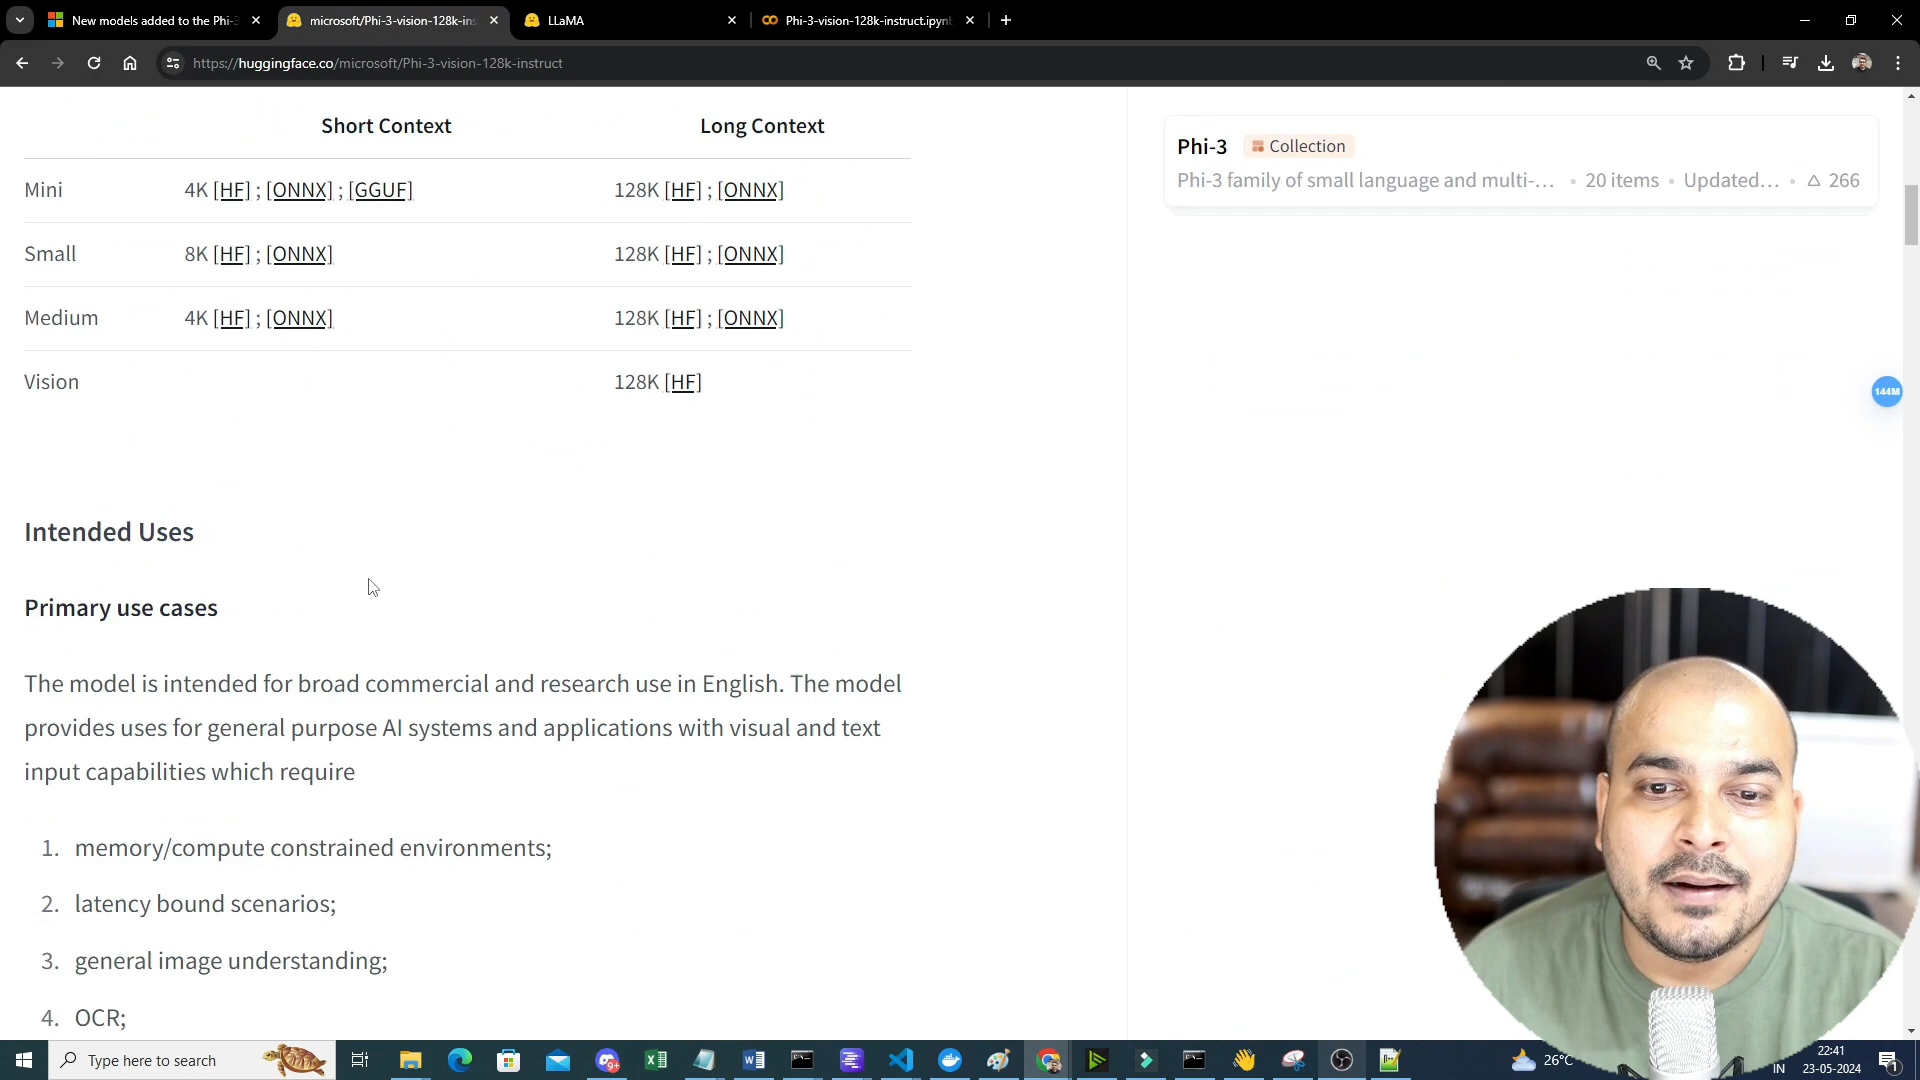 New models added to the Phi-3
microsoft/Phi-3-vision-128k-ins
LLaMA
Phi-3-vision-128k-instruct.ipynb
https://huggingface.co/microsoft/Phi-3-vision-128k-instruct
Short Context Long Context
Mini 4K [HF] ; [ONNX] ; [GGUF] 128K [HF] ; [ONNX]
Small 8K [HF] ; [ONNX] 128K [HF] ; [ONNX]
Medium 4K [HF] ; [ONNX] 128K [HF] ; [ONNX]
Vision 128K [HF]
Phi-3 Collection
Phi-3 family of small language and multi-... • 20 items • Updated... • △ 266
144M
Intended Uses
Primary use cases
The model is intended for broad commercial and research use in English. The model
provides uses for general purpose AI systems and applications with visual and text
input capabilities which require
1. memory/compute constrained environments;
2. latency bound scenarios;
3. general image understanding;
4. OCR;
Type here to search
26°C
IN
22:41
23-05-2024
1